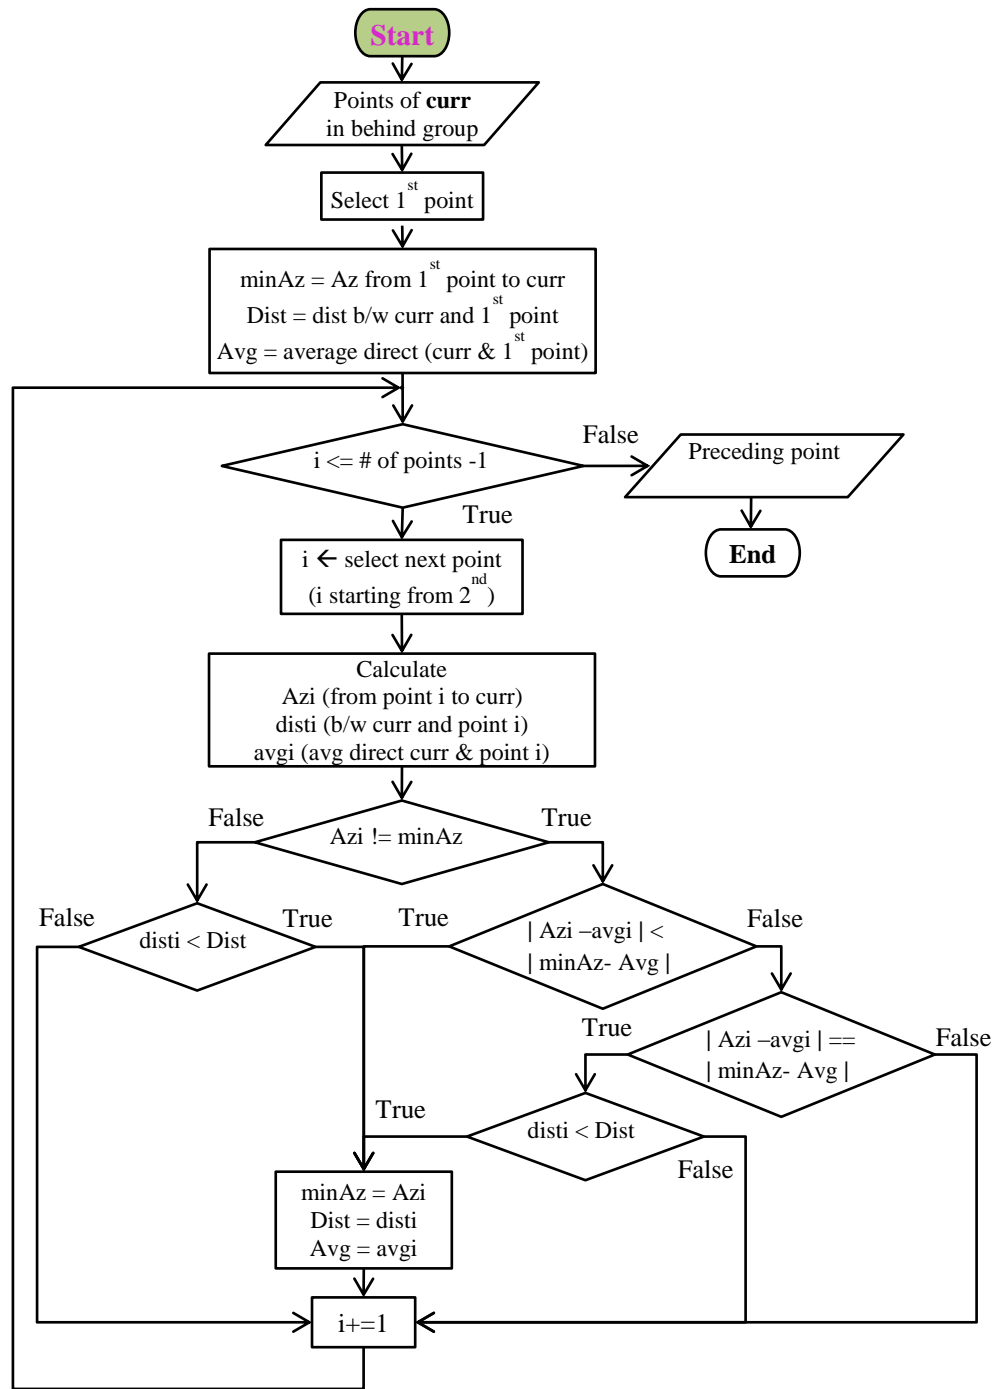 Start
Points of curr
in behind group
Select 1st point
minAz = Az from 1st point to curr
Dist = dist b/w curr and 1st point
Avg = average direct (curr & 1st point)
i <= # of points -1
False
Preceding point
True
End
i ← select next point
(i starting from 2nd)
Calculate
Azi (from point i to curr)
disti (b/w curr and point i)
avgi (avg direct curr & point i)
False
True
Azi != minAz
False
True
True
False
disti < Dist
| Azi –avgi | <
| minAz- Avg |
True
False
| Azi –avgi | ==
| minAz- Avg |
True
disti < Dist
False
minAz = Azi
Dist = disti
Avg = avgi
i+=1